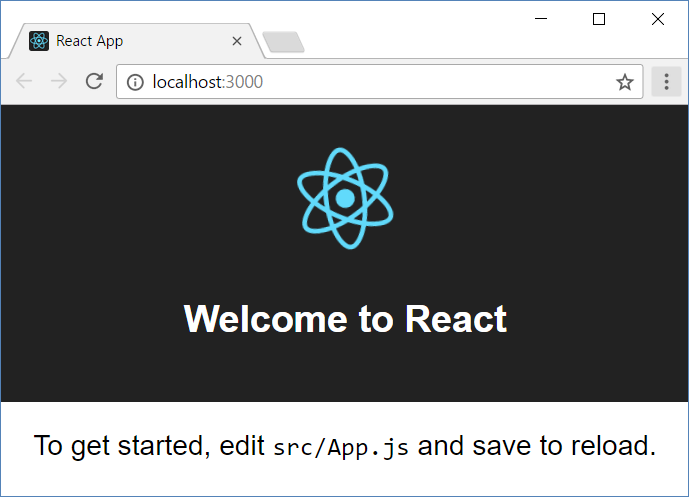 React App
localhost:3000
Welcome to React
To get started, edit src/App.js and save to reload.